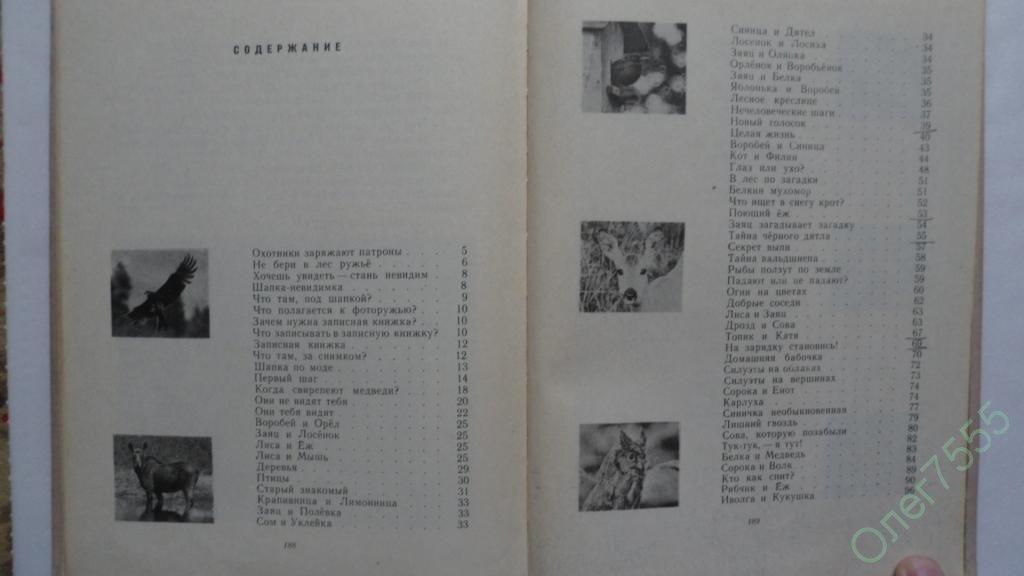 СОДЕРЖАНИЕ
Охотники заряжают патроны . . . 5
Не бери в лес ружьё . . . 6
Хочешь увидеть — стань невидим . . . 8
Шапка-невидимка . . . 8
Что там, под шапкой? . . . 9
Что полагается к фоторужью? . . . 10
Зачем нужна записная книжка? . . . 10
Что записывать в записную книжку? 10
Записная книжка . . . 12
Что там, за снимком? . . . 12
Шапка по моде . . . 13
Первый шаг . . . 14
Когда свирепеют медведи? . . . 18
Они не видят тебя . . . 20
Они тебя видят . . . 22
Воробей и Орёл . . . 25
Заяц и Лосёнок . . . 25
Лиса и Ёж . . . 25
Лиса и Мышь . . . 25
Деревья . . . 29
Птицы . . . 30
Старый знакомый . . . 31
Крапивница и Лимонница . . . 33
Заяц и Полёвка . . . 33
Сом и Уклейка . . . 33
188
Синица и Дятел . . . 34
Лосенок и Лосиха . . . 34
Заяц и Оляпка . . . 34
Орлёнок и Воробьёнок . . . 35
Заяц и Белка . . . 35
Яблонька и Воробей . . . 35
Лесное креслице . . . 36
Нечеловеческие шаги . . . 37
Новый голосок . . . 39
Целая жизнь . . . 40
Воробей и Синица . . . 43
Кот и Филин . . . 44
Глаз или ухо? . . . 48
В лес по загадки . . . 51
Белкин мухомор . . . 51
Что ищет в снегу крот? . . . 52
Поющий ёж . . . 53
Заяц загадывает загадку . . . 54
Тайна чёрного дятла . . . 55
Секрет выпи . . . 57
Тайна вальдшнепа . . . 58
Рыбы ползут по земле . . . 59
Падают или не падают? . . . 59
Огни на цветах . . . 60
Добрые соседи . . . 62
Лиса и Заяц . . . 63
Дрозд и Сова . . . 63
Топик и Катя . . . 67
На зарядку становись! . . . 69
Домашняя бабочка . . . 70
Силуэты на облаках . . . 72
Силуэты на вершинах . . . 73
Сорока и Енот . . . 74
Карлуха . . . 74
Синичка необыкновенная . . . 77
Лишний гвоздь . . . 79
Сова, которую позабыли . . . 80
Тук-тук, — я тут! . . . 82
Белка и Медведь . . . 83
Сорока и Волк . . . 84
Кто как спит? . . . 89
Рябчик и Ёж . . . 90
Иволга и Кукушка . . .
189
Олег7555